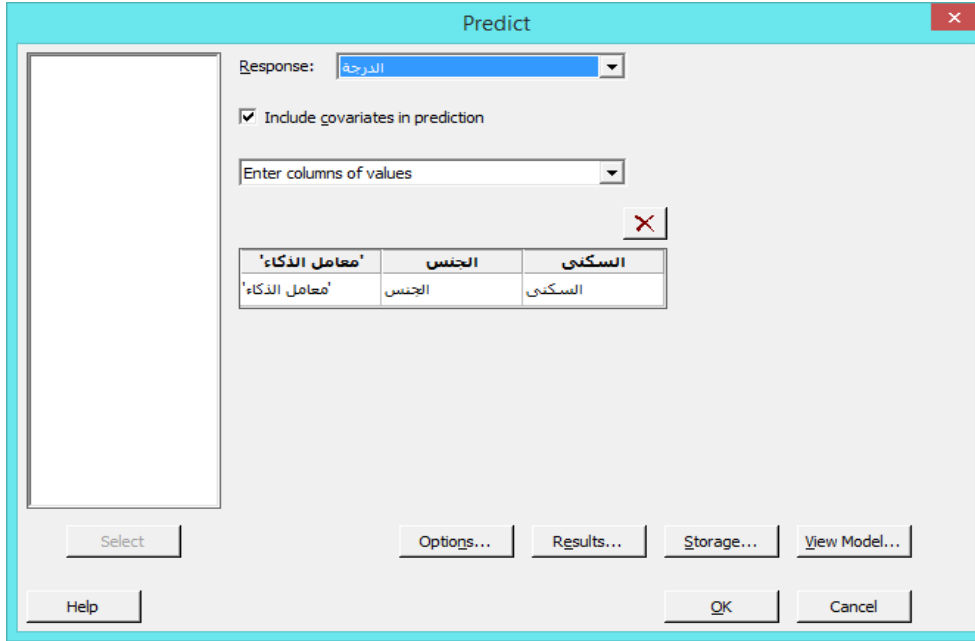 Predict
Response: الدرجة
Include covariates in prediction
Enter columns of values
'معامل الذكاء' الجنس السكنى
'معامل الذكاء' الجنس السكنى
Select Options... Results... Storage... View Model...
Help OK Cancel